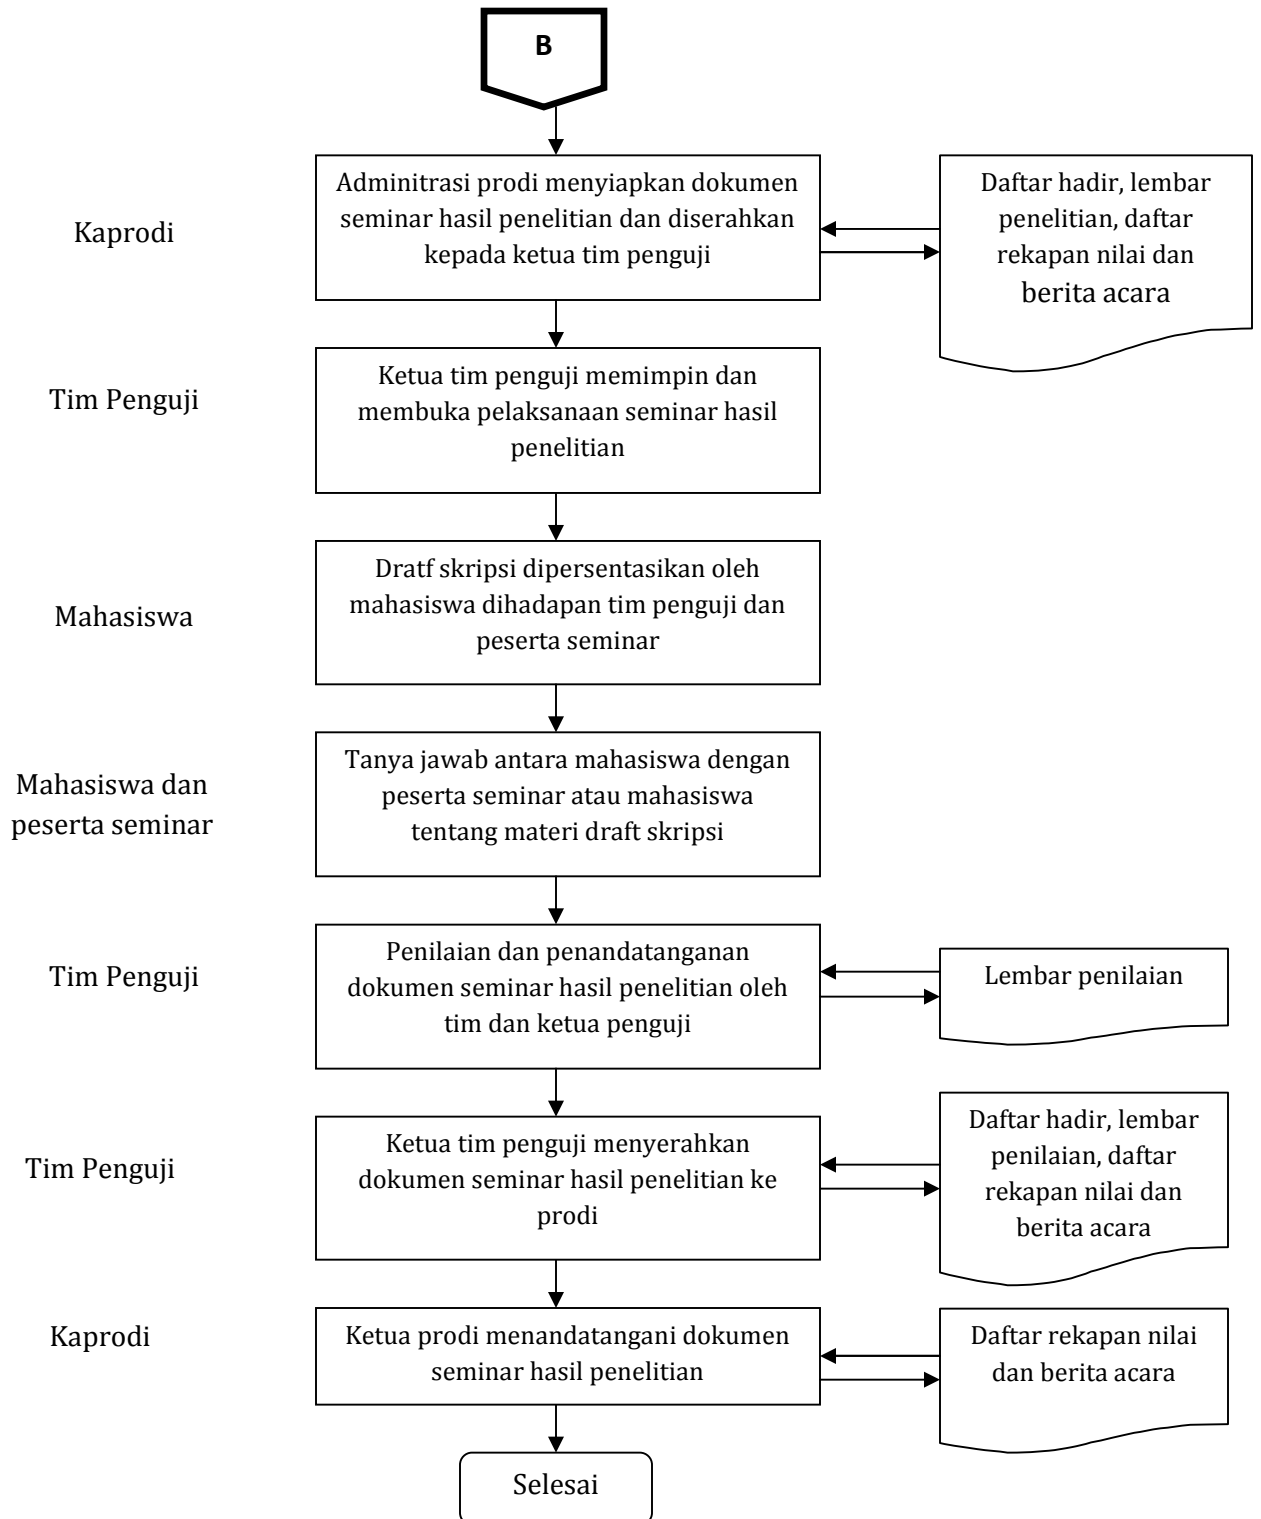 B
Kaprodi
Adminitrasi prodi menyiapkan dokumen
seminar hasil penelitian dan diserahkan
kepada ketua tim penguji
Daftar hadir, lembar
penelitian, daftar
rekapan nilai dan
berita acara
Tim Penguji
Ketua tim penguji memimpin dan
membuka pelaksanaan seminar hasil
penelitian
Mahasiswa
Dratf skripsi dipersentasikan oleh
mahasiswa dihadapan tim penguji dan
peserta seminar
Mahasiswa dan
peserta seminar
Tanya jawab antara mahasiswa dengan
peserta seminar atau mahasiswa
tentang materi draft skripsi
Tim Penguji
Penilaian dan penandatanganan
dokumen seminar hasil penelitian oleh
tim dan ketua penguji
Lembar penilaian
Tim Penguji
Ketua tim penguji menyerahkan
dokumen seminar hasil penelitian ke
prodi
Daftar hadir, lembar
penilaian, daftar
rekapan nilai dan
berita acara
Kaprodi
Ketua prodi menandatangani dokumen
seminar hasil penelitian
Daftar rekapan nilai
dan berita acara
Selesai